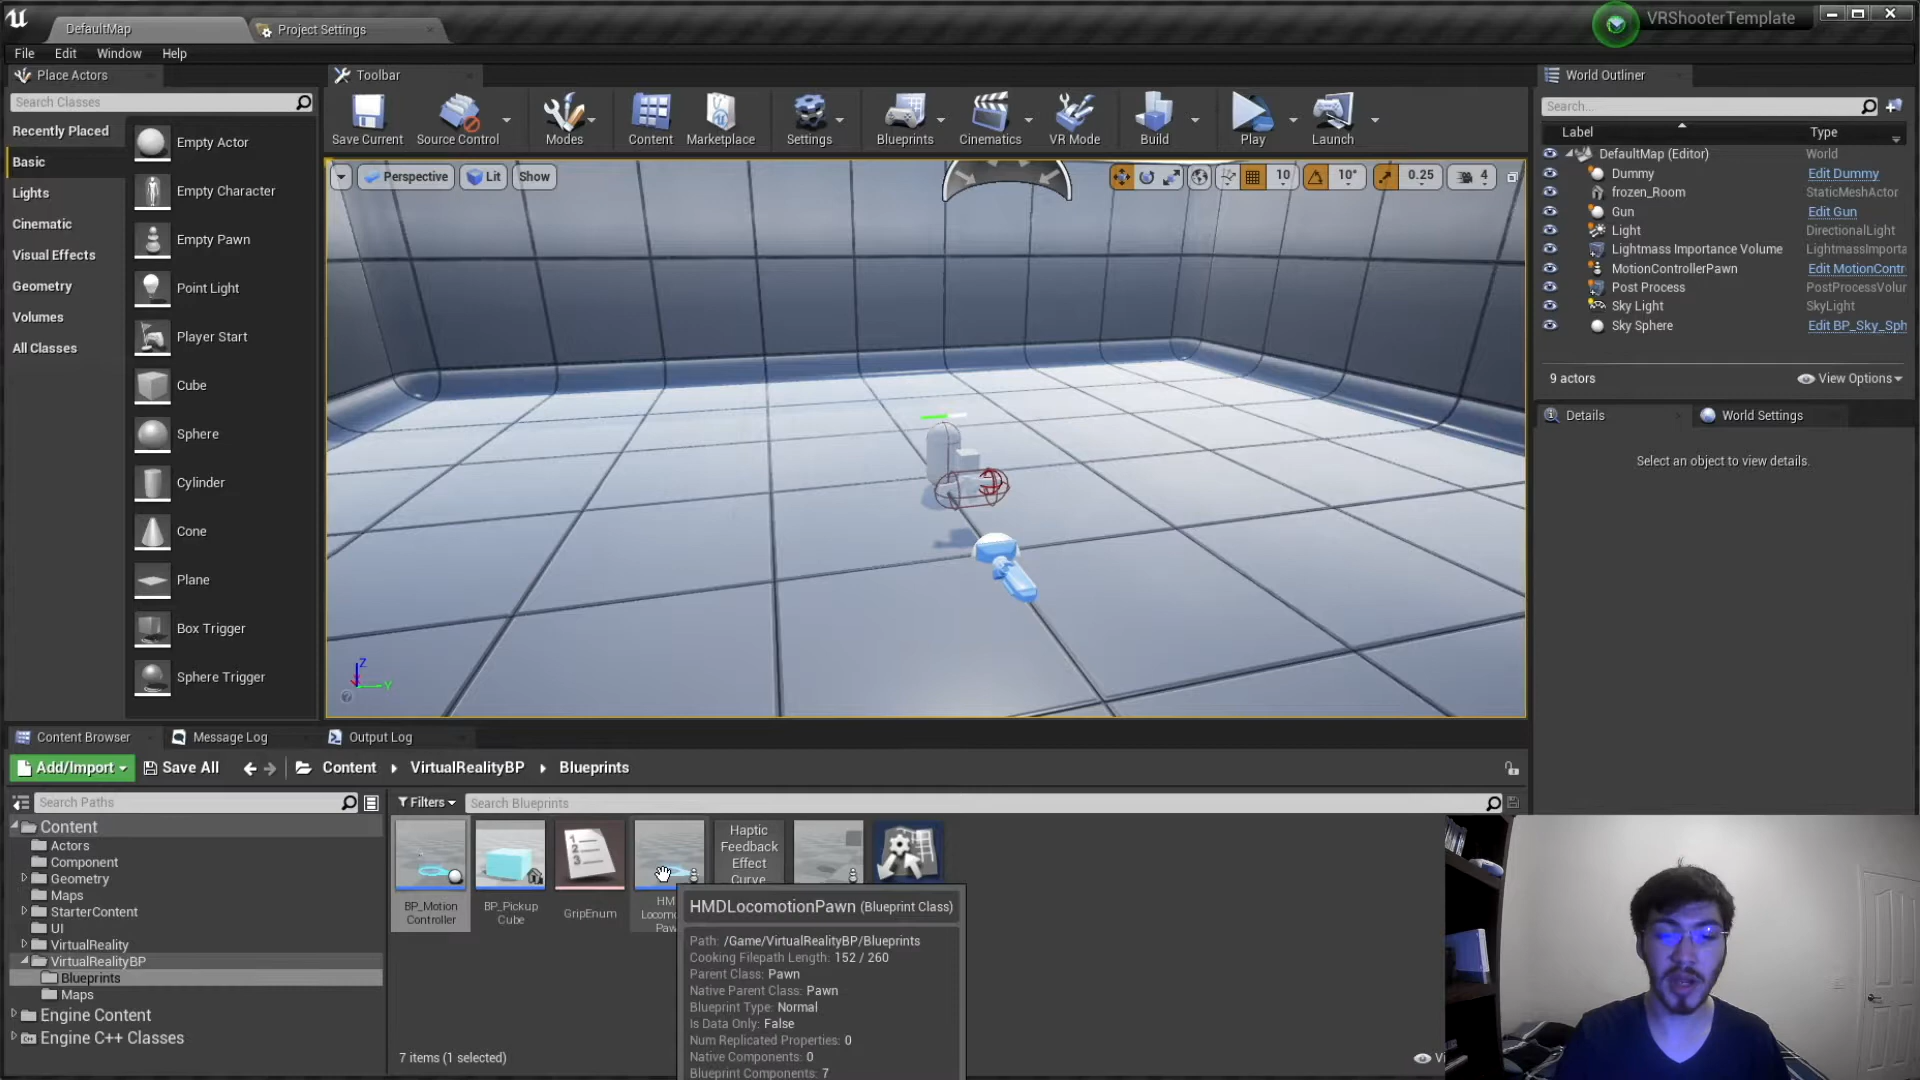 DefaultMap
Project Settings
VRShooterTemplate
File Edit Window Help
Place Actors
Search Classes
Recently Placed
Basic
Lights
Cinematic
Visual Effects
Geometry
Volumes
All Classes
Empty Actor
Empty Character
Empty Pawn
Point Light
Player Start
Cube
Sphere
Cylinder
Cone
Plane
Box Trigger
Sphere Trigger
Toolbar
Save Current Source Control Modes Content Marketplace Settings Blueprints Cinematics VR Mode Build Play Launch
Perspective Lit Show
10 10° 0.25 4
Z
Y
World Outliner
Search...
Label Type
DefaultMap (Editor) World
Dummy Edit Dummy
frozen_Room StaticMeshActor
Gun Edit Gun
Light DirectionalLight
Lightmass Importance Volume LightmassImporta
MotionControllerPawn Edit MotionContr
Post Process PostProcessVolur
Sky Light SkyLight
Sky Sphere Edit BP_Sky_Sph
9 actors View Options
Details World Settings
Select an object to view details.
Content Browser Message Log Output Log
Add/Import Save All Content VirtualRealityBP Blueprints
Search Paths
Filters Search Blueprints
Content
Actors
Component
Geometry
Maps
StarterContent
UI
VirtualReality
VirtualRealityBP
Blueprints
Maps
Engine Content
Engine C++ Classes
BP_Motion
Controller
BP_Pickup
Cube
1
2
3
GripEnum
HM
Locomo
Paw
Haptic
Feedback
Effect
Curve
HMDLocomotionPawn (Blueprint Class)
Path: /Game/VirtualRealityBP/Blueprints
Cooking Filepath Length: 152 / 260
Parent Class: Pawn
Native Parent Class: Pawn
Blueprint Type: Normal
Is Data Only: False
Num Replicated Properties: 0
Native Components: 0
Blueprint Components: 7
7 items (1 selected)
Vi